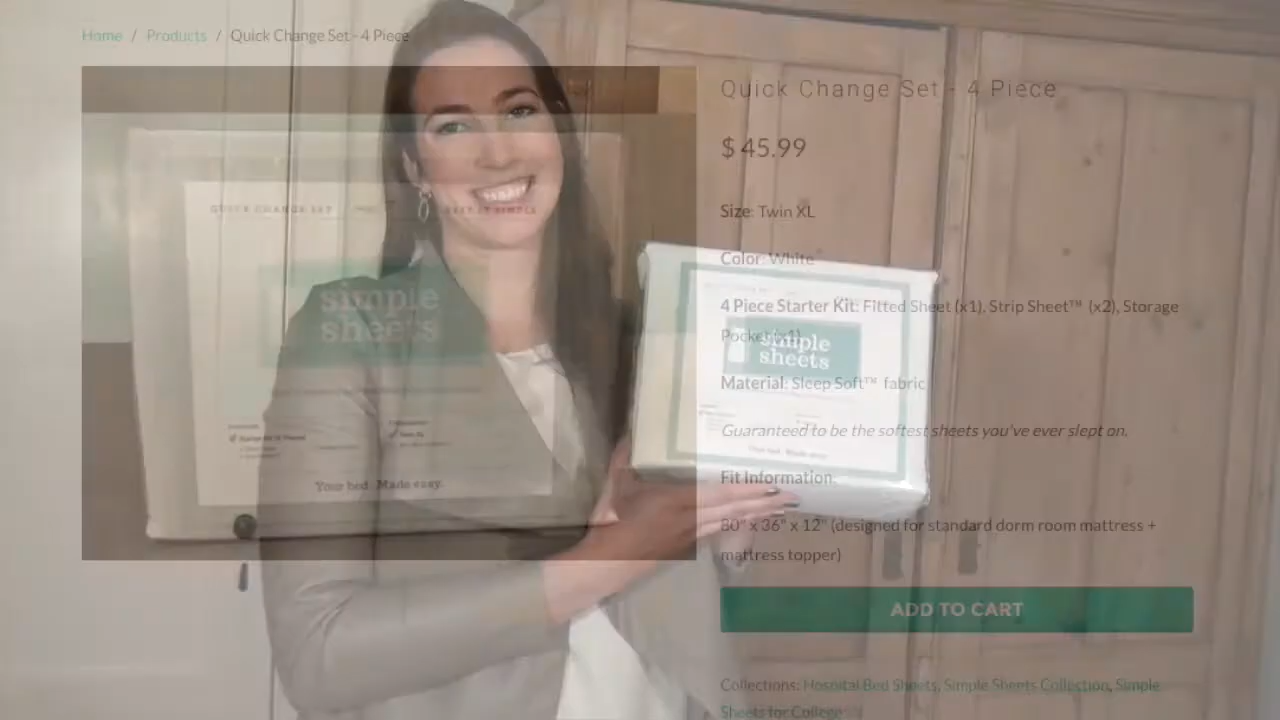 Home / Products / Quick Change Set - 4 Piece
Quick Change Set - 4 Piece
$ 45.99
Size: Twin XL
Color: White
4 Piece Starter Kit: Fitted Sheet (x1), Strip Sheet™ (x2), Storage
Pocket (x1)
Material: Sleep Soft™ fabric
Guaranteed to be the softest sheets you've ever slept on.
Fit Information.
80" x 36" x 12" (designed for standard dorm room mattress +
mattress topper)
ADD TO CART
Collections: Hospital Bed Sheets, Simple Sheets Collection, Simple
Sheets for College
QUICK CHANGE SET
simple
sheets
Your bed. Made easy.
simple
sheets
Your bed. Made easy.